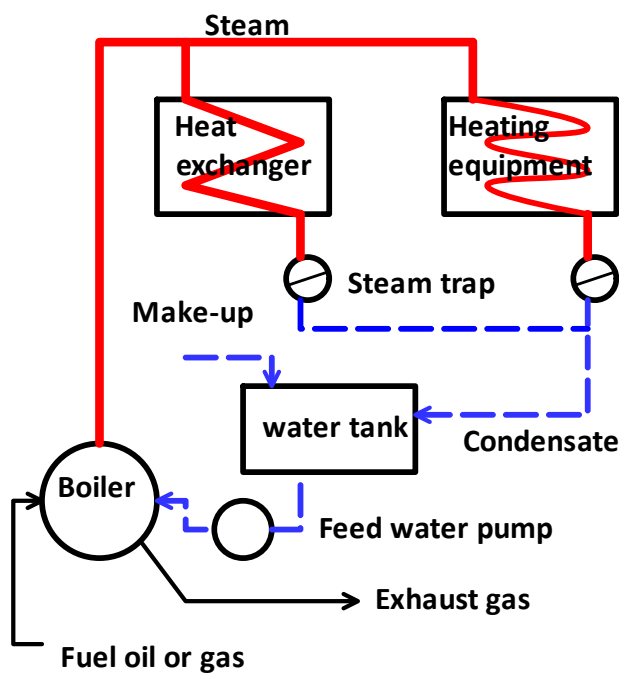 Steam
Heat
exchanger
Heating
equipment
Steam trap
Make-up
water tank
Condensate
Boiler
Feed water pump
Exhaust gas
Fuel oil or gas